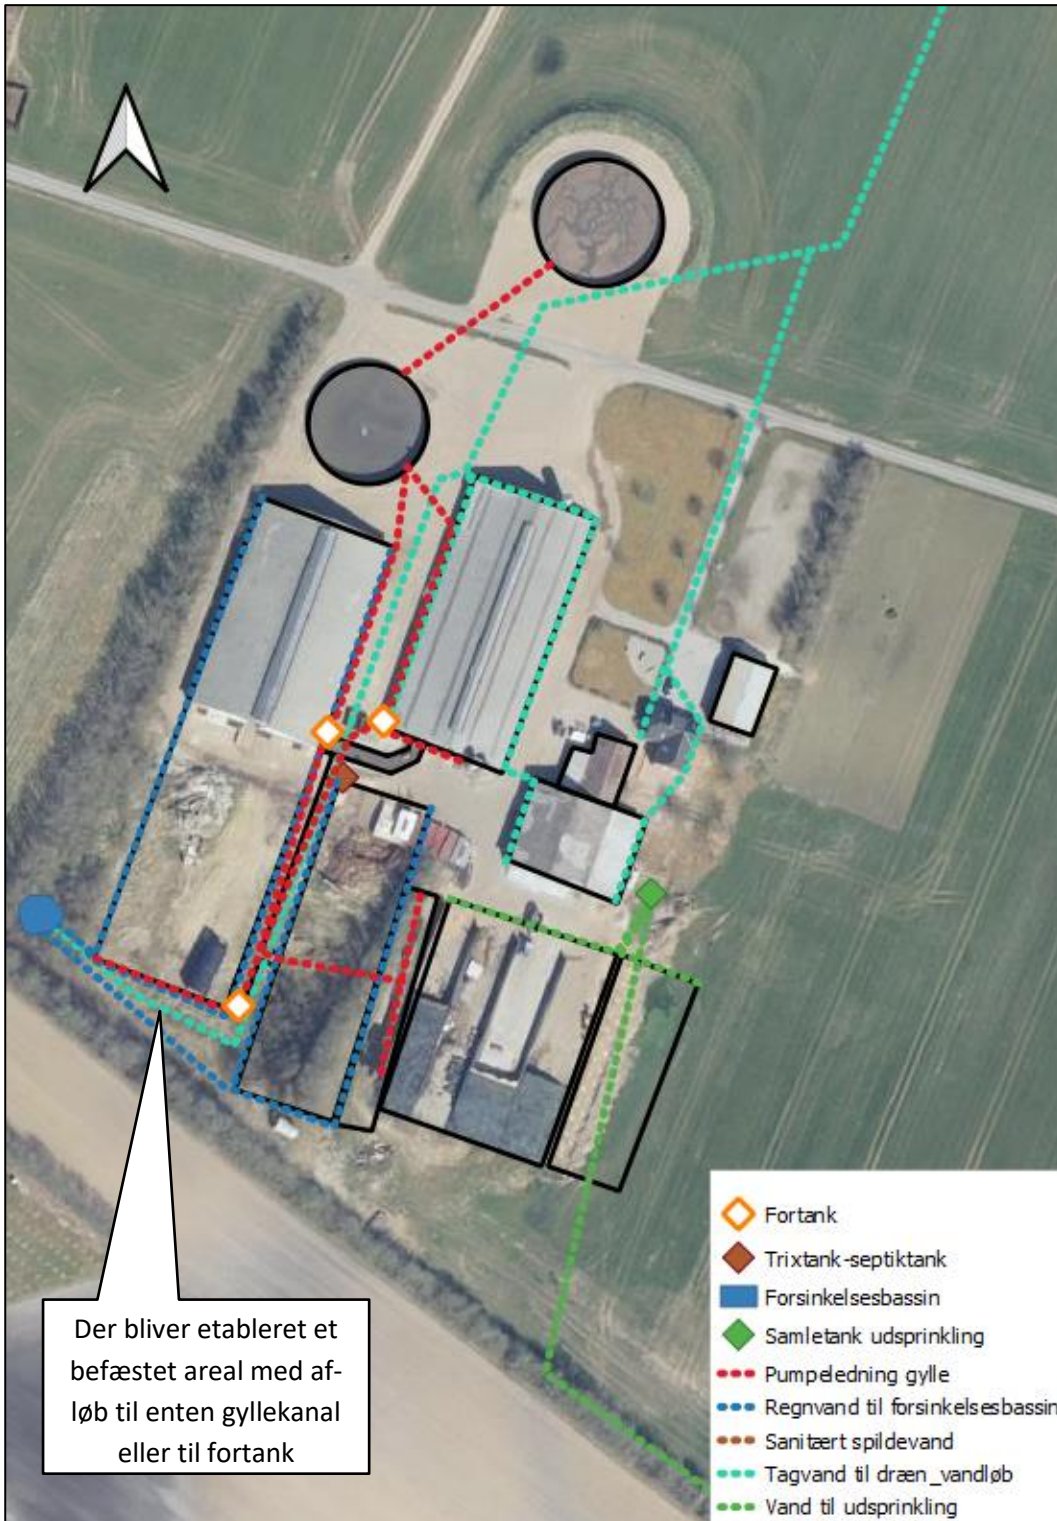 Der bliver etableret et
befæstet areal med af-
løb til enten gyllekanal
eller til fortank
Fortank
Trixtank-septiktank
Forsinkelsesbassin
Samletank udsprinkling
Pumpeledning gylle
Regnvand til forsinkelsesbassin
Sanitært spildevand
Tagvand til dræn_vandløb
Vand til udsprinkling